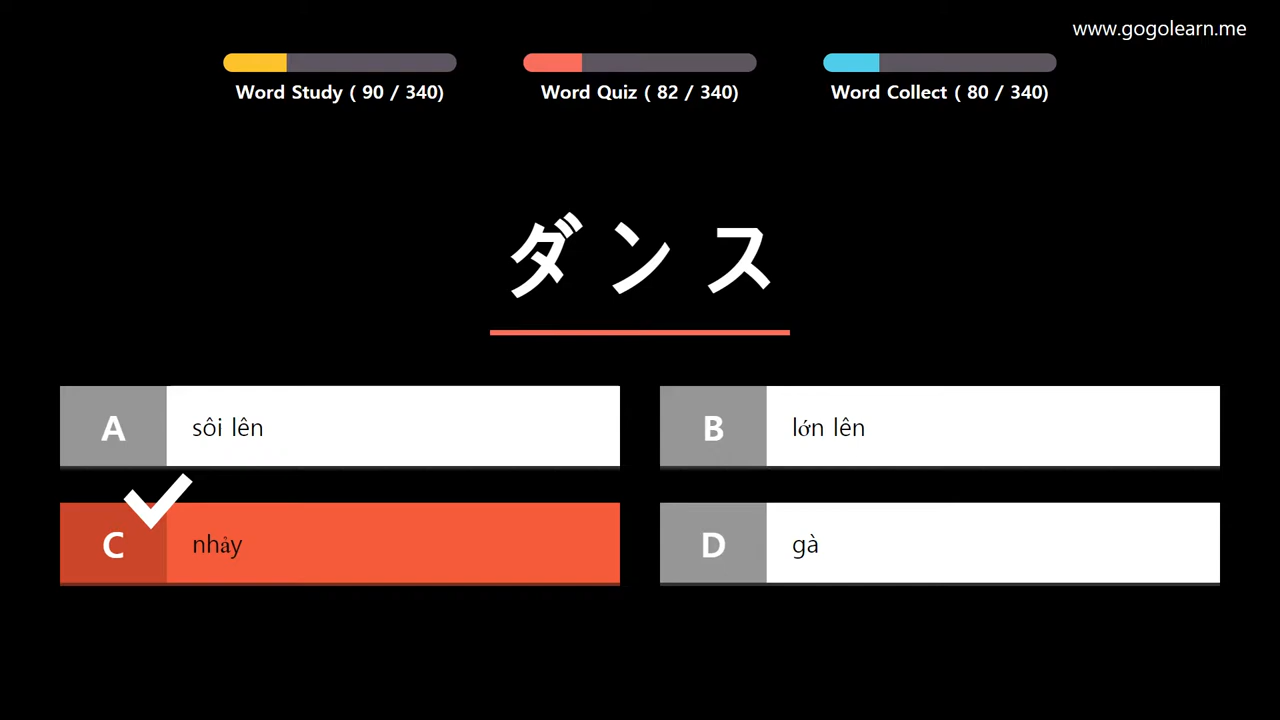 www.gogolearn.me
Word Study ( 90 / 340)
Word Quiz ( 82 / 340)
Word Collect ( 80 / 340)
ダンス
A sôi lên
B lớn lên
C nhảy
D gà